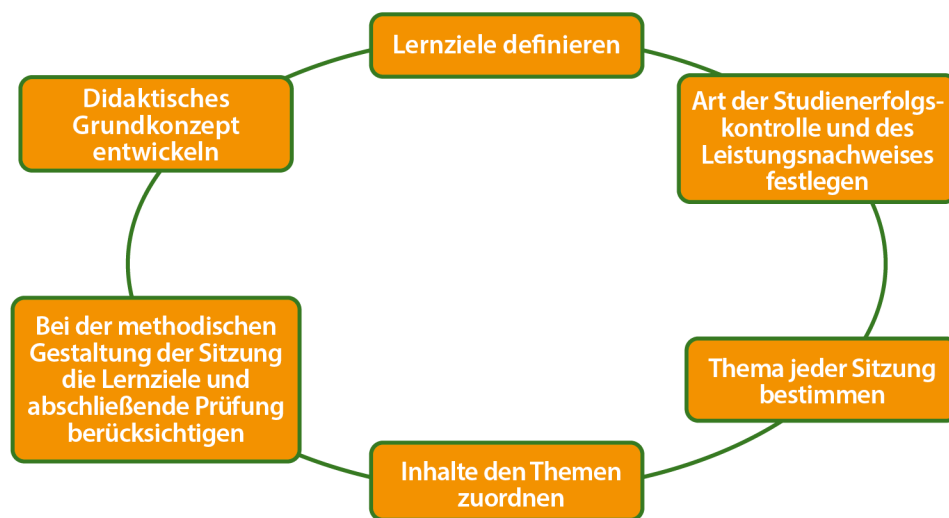 Lernziele definieren
Art der Studienerfolgs-
kontrolle und des
Leistungsnachweises
festlegen
Thema jeder Sitzung
bestimmen
Inhalte den Themen
zuordnen
Bei der methodischen
Gestaltung der Sitzung
die Lernziele und
abschließende Prüfung
berücksichtigen
Didaktisches
Grundkonzept
entwickeln